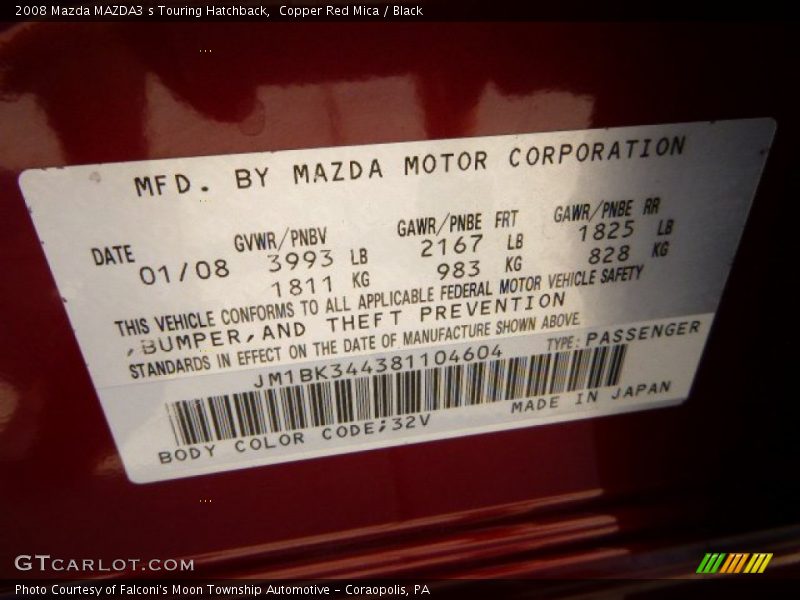 2008 Mazda MAZDA3 s Touring Hatchback,  Copper Red Mica / Black
MFD. BY MAZDA MOTOR CORPORATION
DATE GVWR/PNBV GAWR/PNBE FRT GAWR/PNBE RR
01/08 3993 LB 2167 LB 1825 LB
1811 KG 983 KG 828 KG
THIS VEHICLE CONFORMS TO ALL APPLICABLE FEDERAL MOTOR VEHICLE SAFETY
,BUMPER,AND THEFT PREVENTION
STANDARDS IN EFFECT ON THE DATE OF MANUFACTURE SHOWN ABOVE.
JM1BK344381104604 TYPE: PASSENGER
BODY COLOR CODE;32V MADE IN JAPAN
GTCARLOT.COM
Photo Courtesy of Falconi's Moon Township Automotive – Coraopolis, PA